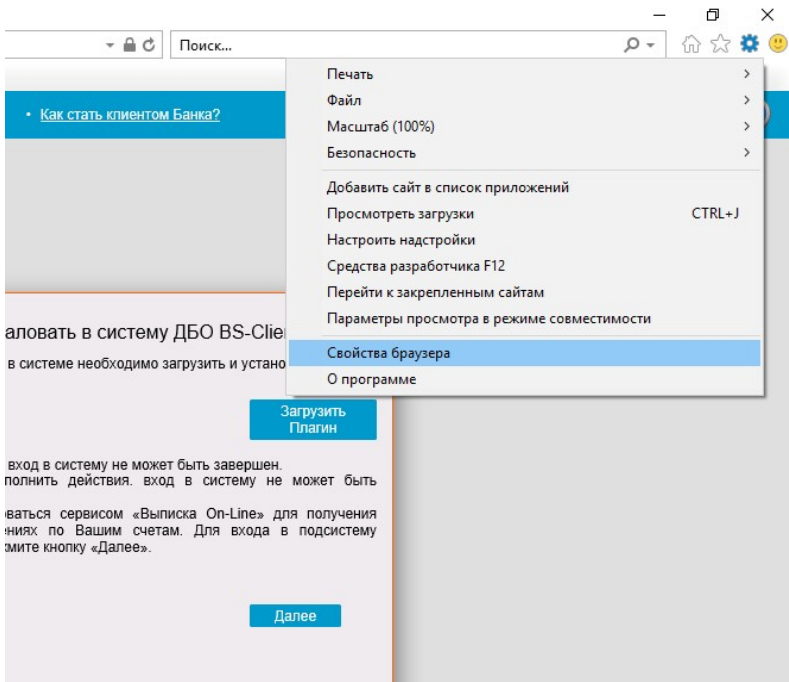 Поиск...
• Как стать клиентом Банка?
Печать
Файл
Масштаб (100%)
Безопасность
Добавить сайт в список приложений
Просмотреть загрузки CTRL+J
Настроить надстройки
Средства разработчика F12
Перейти к закрепленным сайтам
Параметры просмотра в режиме совместимости
Свойства браузера
О программе
аловать в систему ДБО BS-Clie
в системе необходимо загрузить и устано
Загрузить
Плагин
вход в систему не может быть завершен.
полнить действия. вход в систему не может быть
оваться сервисом «Выписка On-Line» для получения
ениях по Вашим счетам. Для входа в подсистему
жмите кнопку «Далее».
Далее